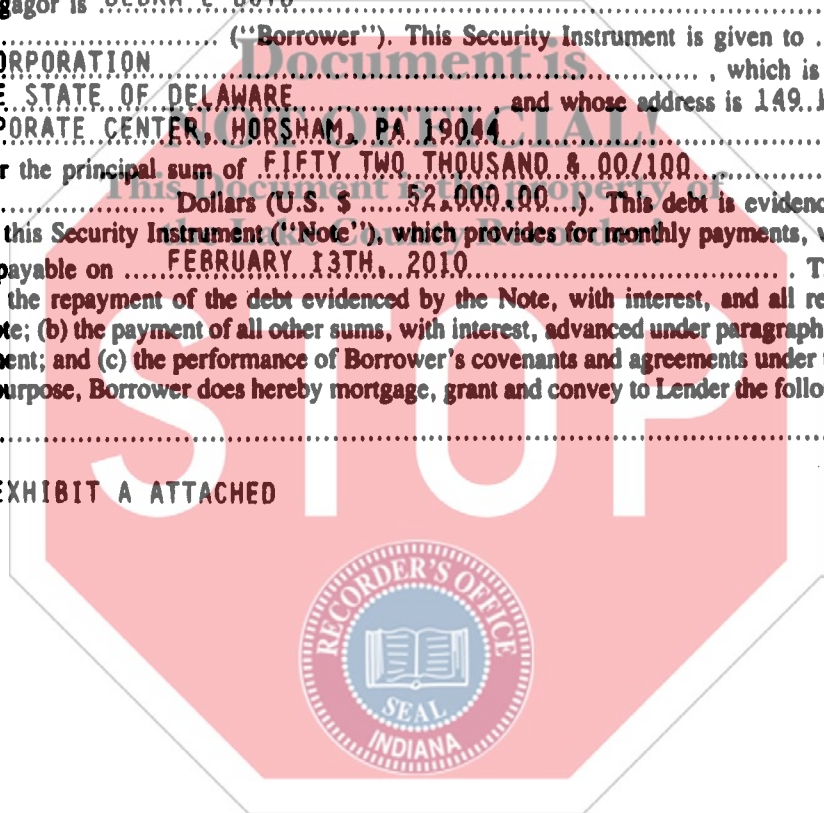 gagor is ...DEBRA L BOYD
("Borrower"). This Security Instrument is given to
ORPORATION , which is
E STATE OF DELAWARE , and whose address is 149
PORATE CENTER, HORSHAM, PA 19044
r the principal sum of FIFTY TWO THOUSAND & 00/100
Dollars (U.S. $ 52,000.00 ). This debt is evidenc
this Security Instrument ("Note"), which provides for monthly payments, w
payable on FEBRUARY 13TH, 2010 . T
the repayment of the debt evidenced by the Note, with interest, and all re
te; (b) the payment of all other sums, with interest, advanced under paragraph
ent; and (c) the performance of Borrower's covenants and agreements under
urpose, Borrower does hereby mortgage, grant and convey to Lender the follo
EXHIBIT A ATTACHED
Document is
NOT OFFICIAL!
This Document is the property of
the Lake County Recorder!
STOP
RECORDER'S OFFICE
SEAL
INDIANA